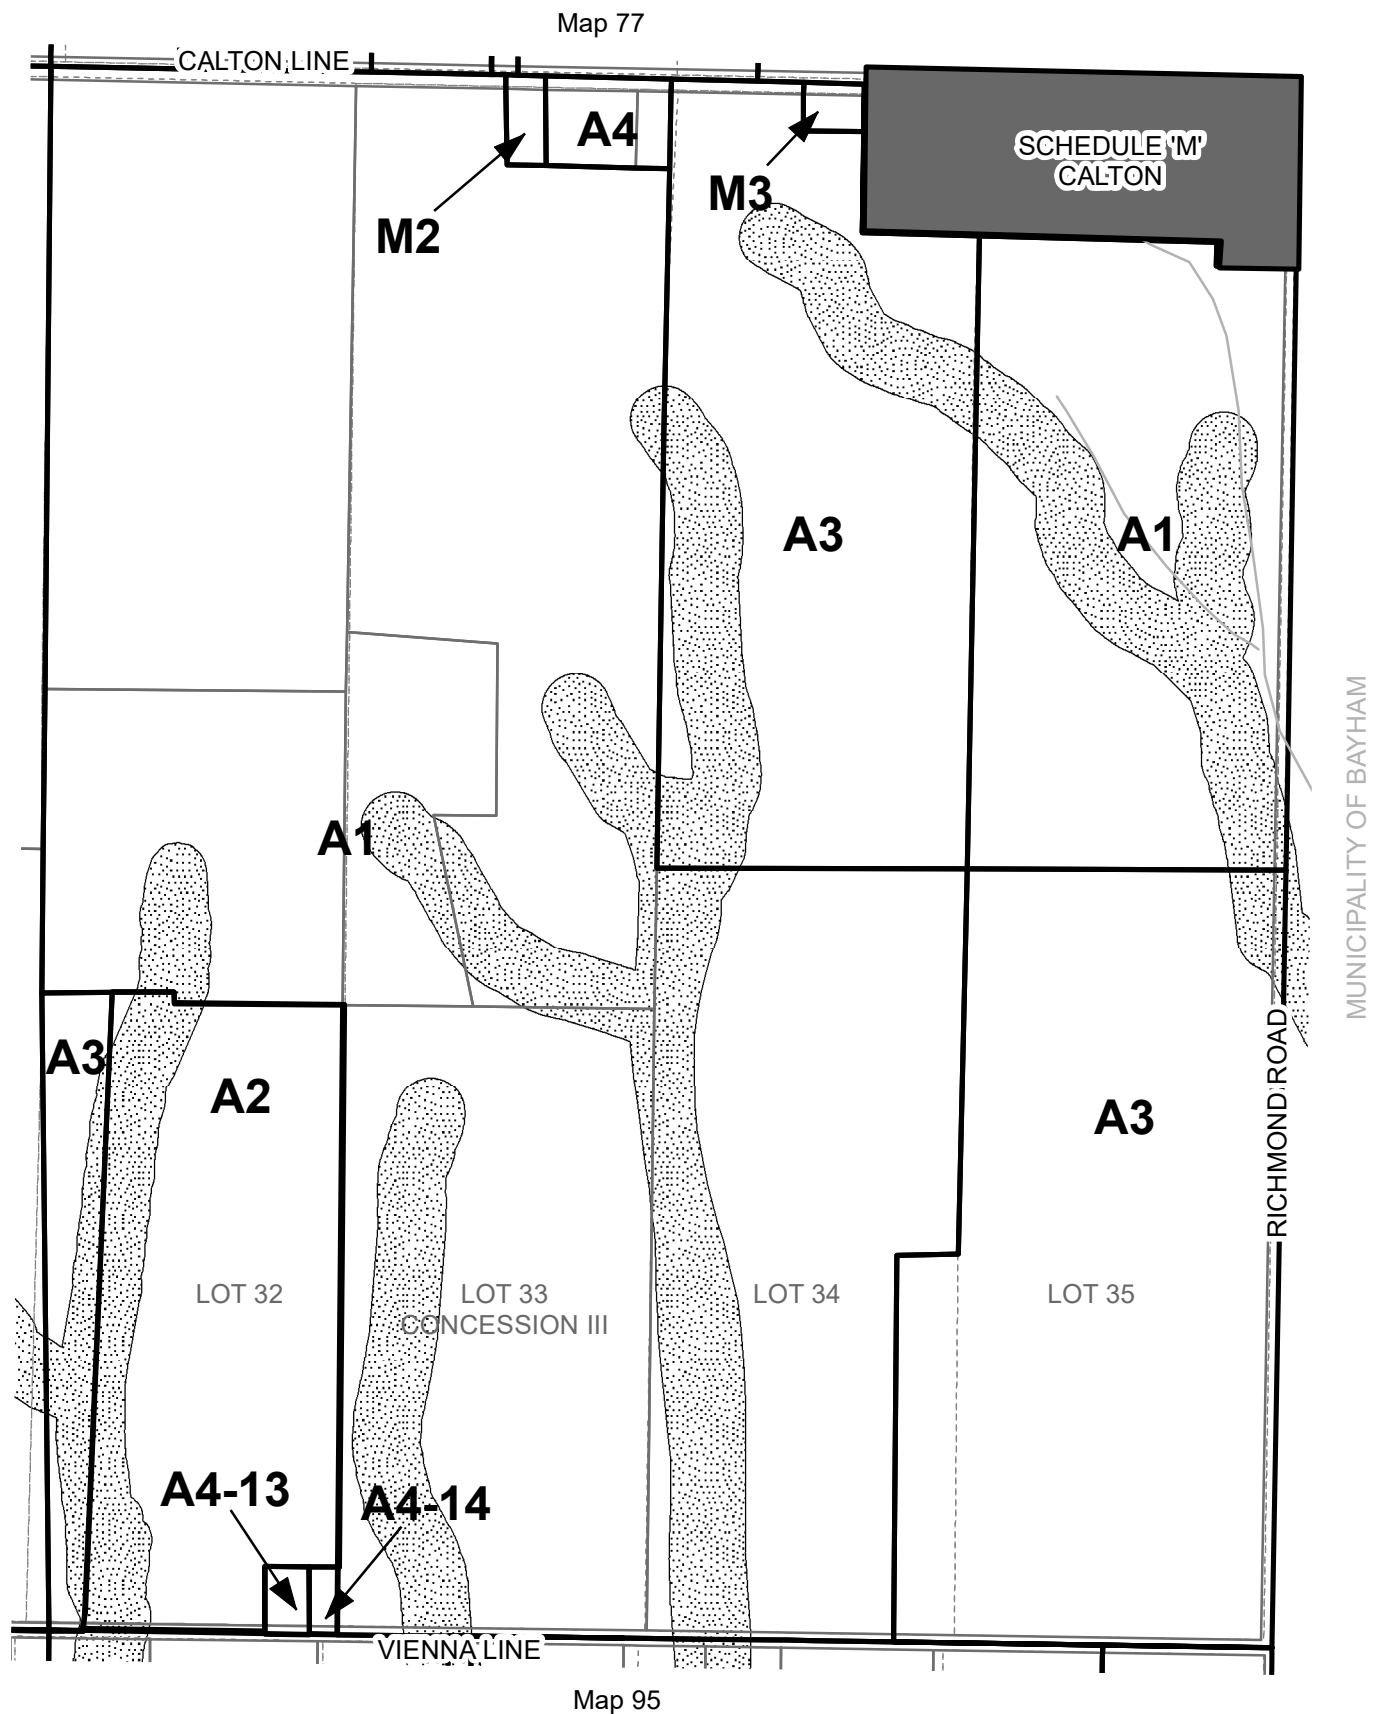 Map 77
CALTON LINE
A4
SCHEDULE 'M'
CALTON
M3
M2
A3
A1
MUNICIPALITY OF BAYHAM
A1
A3
A2
A3
RICHMOND ROAD
LOT 32
LOT 33
LOT 34
LOT 35
CONCESSION III
A4-13
A4-14
VIENNA LINE
Map 95